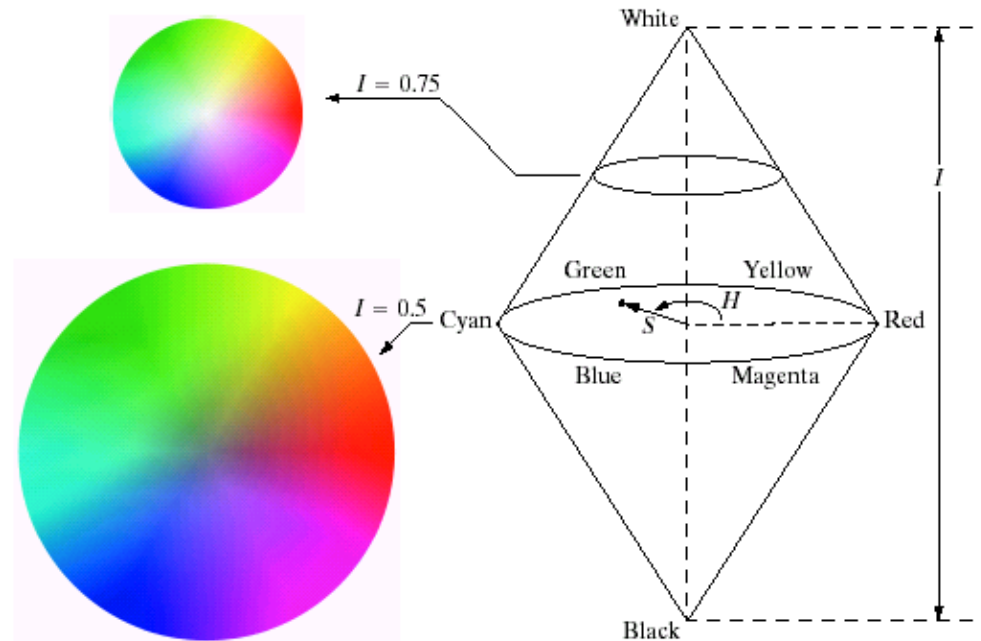 White
I = 0.75
I
Green Yellow
H
I = 0.5
Cyan S Red
Blue Magenta
Black